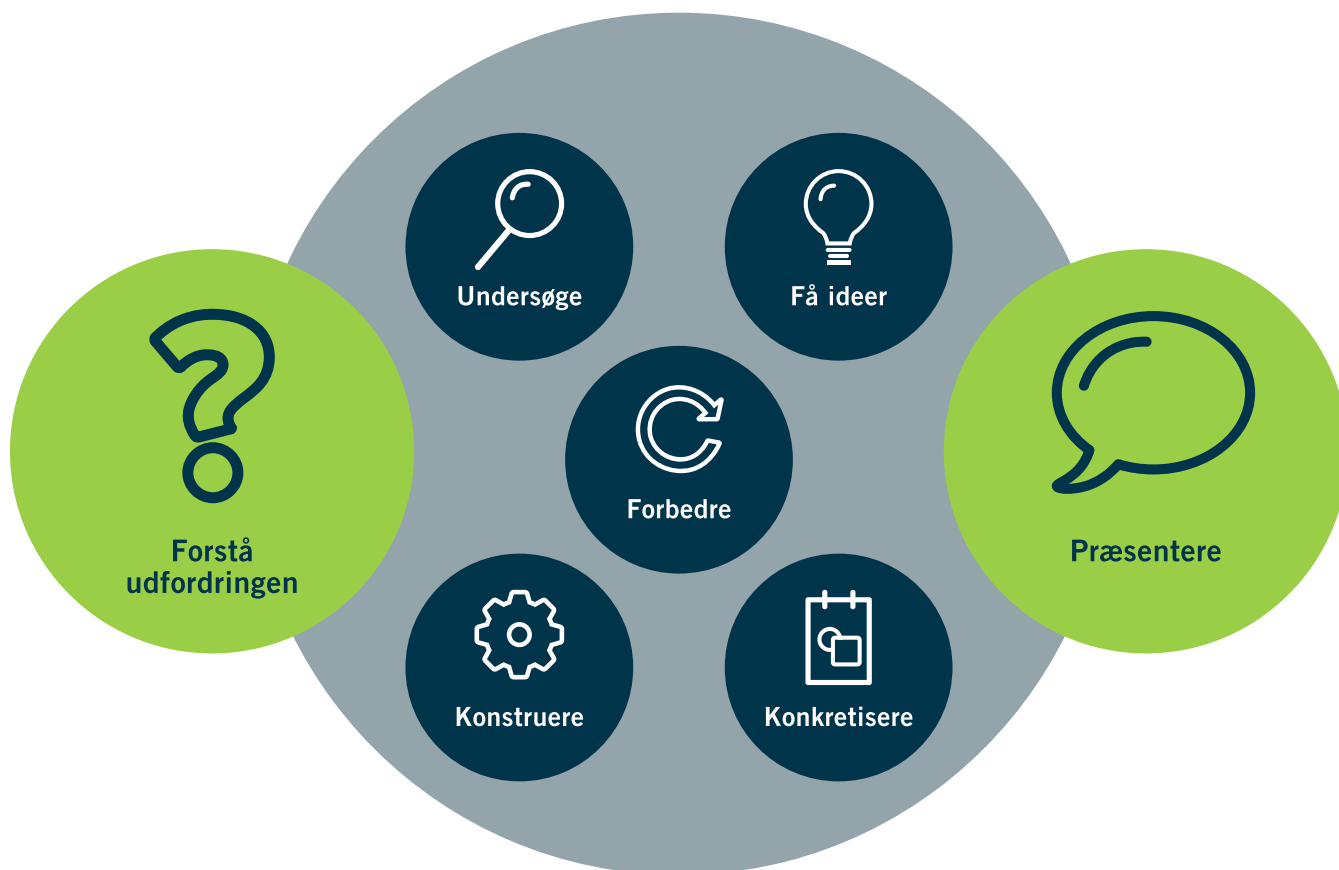 Undersøge
Få ideer
Forstå
udfordringen
Forbedre
Præsentere
Konstruere
Konkretisere